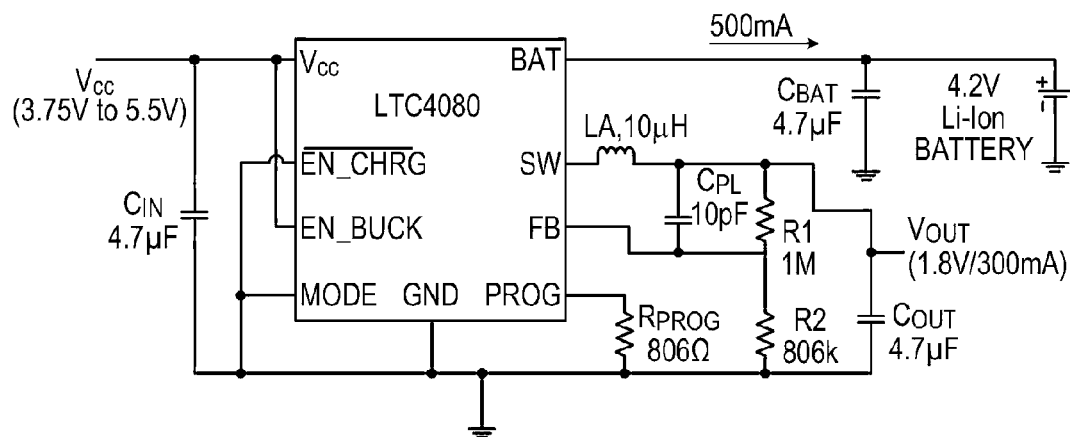 500mA
VCC
(3.75V to 5.5V)
VCC
BAT
LTC4080
CBAT
4.7µF
4.2V
Li-Ion
BATTERY
+
-
LA,10µH
EN_CHRG
SW
CPL
10pF
CIN
4.7µF
EN_BUCK
FB
R1
1M
VOUT
(1.8V/300mA)
MODE
GND
PROG
RPROG
806Ω
R2
806k
COUT
4.7µF